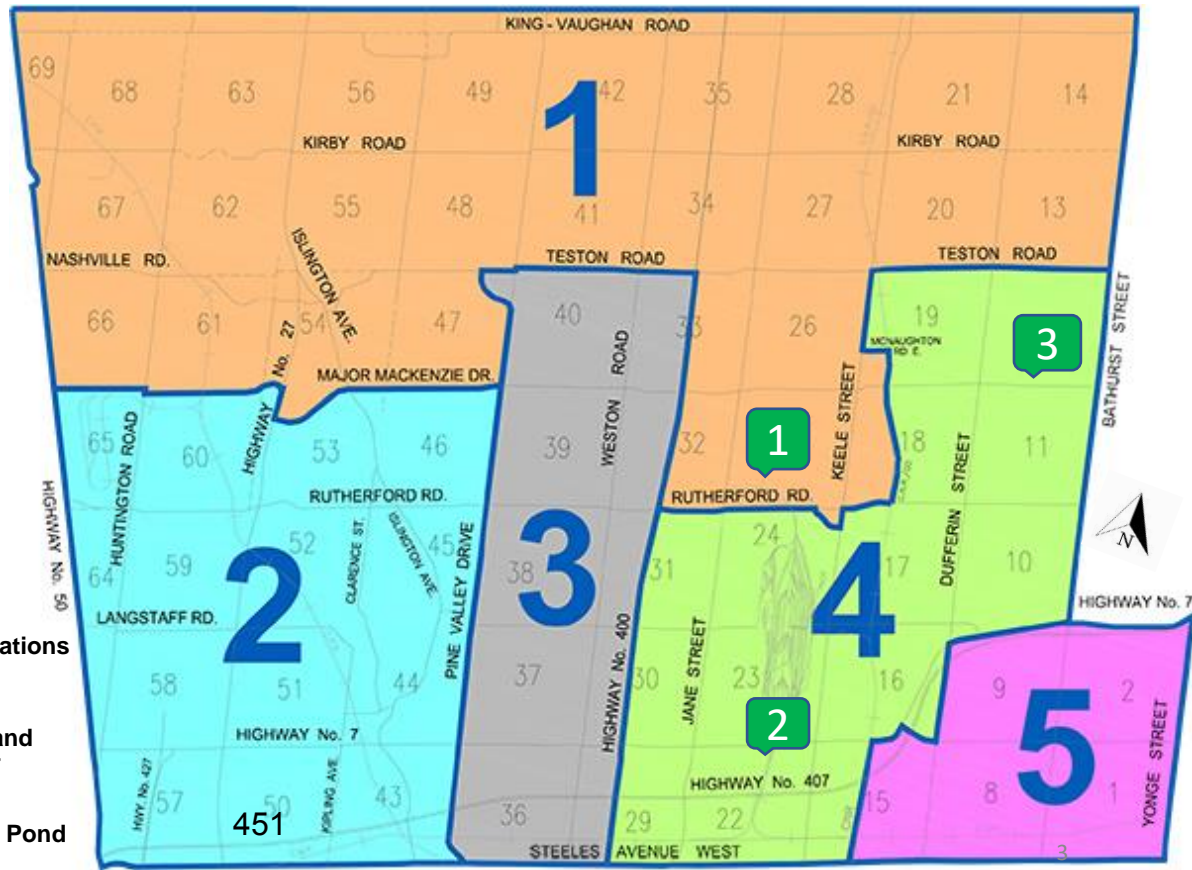 KING - VAUGHAN ROAD
69
68
63
56
49
42
35
28
21
14
1
KIRBY ROAD
KIRBY ROAD
67
62
55
48
41
34
27
20
13
NASHVILLE RD.
ISLINGTON AVE.
TESTON ROAD
TESTON ROAD
66
61
54
47
40
33
26
19
3
MCNAUGHTON
RD E.
HIGHWAY No. 27
MAJOR MACKENZIE DR.
WESTON ROAD
KEELE STREET
BATHURST STREET
65
60
53
46
39
32
1
18
11
HUNTINGTON ROAD
RUTHERFORD RD.
RUTHERFORD RD.
DUFFERIN STREET
HIGHWAY No. 50
64
59
52
45
38
31
24
17
10
2
3
4
CLARENCE ST.
ISLINGTON AVE
PINE VALLEY DRIVE
N
LANGSTAFF RD.
HIGHWAY No. 7
ations
58
51
44
37
30
23
16
9
2
HIGHWAY No. 400
JANE STREET
2
5
YONGE STREET
and
HIGHWAY No. 7
HIGHWAY No. 407
HWY. No. 427
57
50
KIPLING AVE.
43
36
29
22
15
8
1
451
Pond
STEELES AVENUE WEST
3